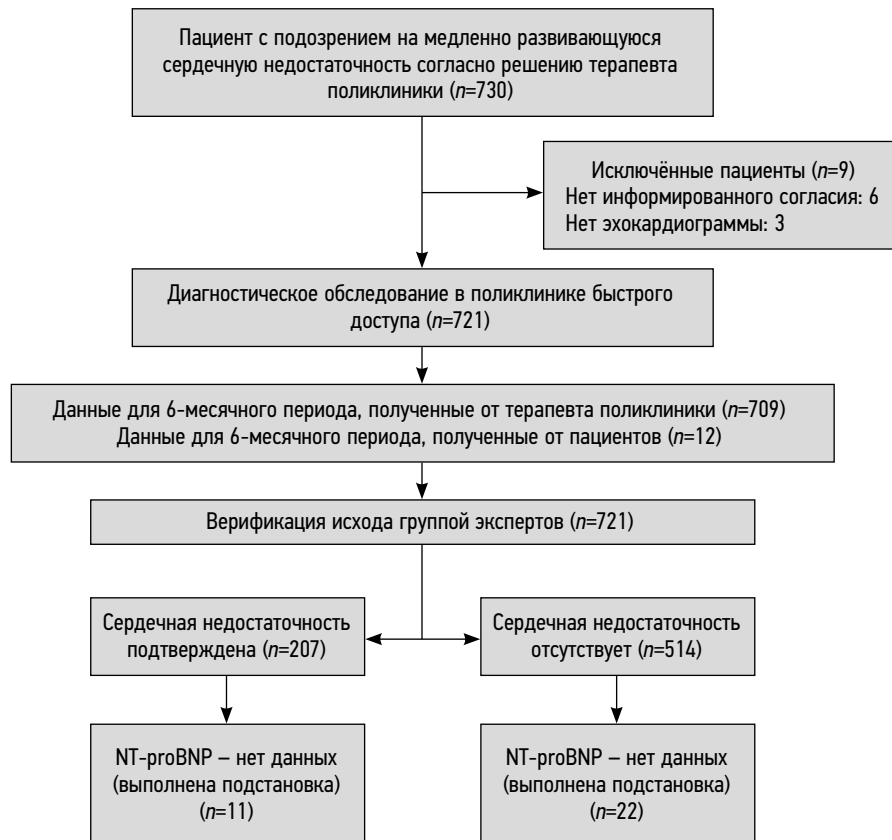 Пациент с подозрением на медленно развивающуюся
сердечную недостаточность согласно решению терапевта
поликлиники (n=730)
Исключённые пациенты (n=9)
Нет информированного согласия: 6
Нет эхокардиограммы: 3
Диагностическое обследование в поликлинике быстрого
доступа (n=721)
Данные для 6-месячного периода, полученные от терапевта поликлиники (n=709)
Данные для 6-месячного периода, полученные от пациентов (n=12)
Верификация исхода группой экспертов (n=721)
Сердечная недостаточность
подтверждена (n=207)
Сердечная недостаточность
отсутствует (n=514)
NT-proBNP – нет данных
(выполнена подстановка)
(n=11)
NT-proBNP – нет данных
(выполнена подстановка)
(n=22)